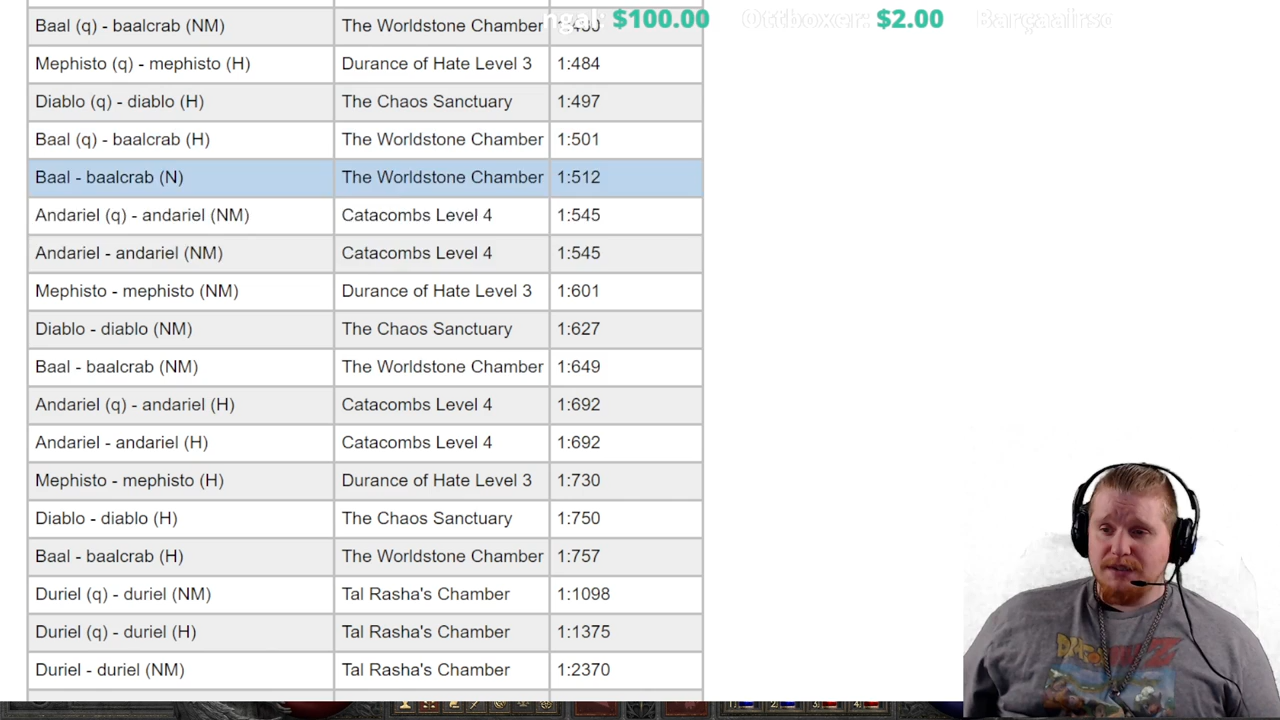 $100.00 Ottboxer: $2.00
Baal (q) - baalcrab (NM) The Worldstone Chamber
Mephisto (q) - mephisto (H) Durance of Hate Level 3 1:484
Diablo (q) - diablo (H) The Chaos Sanctuary 1:497
Baal (q) - baalcrab (H) The Worldstone Chamber 1:501
Baal - baalcrab (N) The Worldstone Chamber 1:512
Andariel (q) - andariel (NM) Catacombs Level 4 1:545
Andariel - andariel (NM) Catacombs Level 4 1:545
Mephisto - mephisto (NM) Durance of Hate Level 3 1:601
Diablo - diablo (NM) The Chaos Sanctuary 1:627
Baal - baalcrab (NM) The Worldstone Chamber 1:649
Andariel (q) - andariel (H) Catacombs Level 4 1:692
Andariel - andariel (H) Catacombs Level 4 1:692
Mephisto - mephisto (H) Durance of Hate Level 3 1:730
Diablo - diablo (H) The Chaos Sanctuary 1:750
Baal - baalcrab (H) The Worldstone Chamber 1:757
Duriel (q) - duriel (NM) Tal Rasha's Chamber 1:1098
Duriel (q) - duriel (H) Tal Rasha's Chamber 1:1375
Duriel - duriel (NM) Tal Rasha's Chamber 1:2370